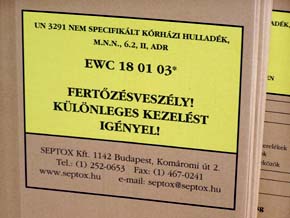 UN 3291 NEM SPECIFIKÁLT KÓRHÁZI HULLADÉK,
M.N.N., 6.2, II, ADR
EWC 18 01 03*
FERTŐZÉSVESZÉLY!
KÜLÖNLEGES KEZELÉST
IGÉNYEL!
SEPTOX Kft. 1142 Budapest, Komáromi út 2.
Tel.: (1) 252-0653 Fax: (1) 467-0241
www.septox.hu e-mail: septox@septox.hu